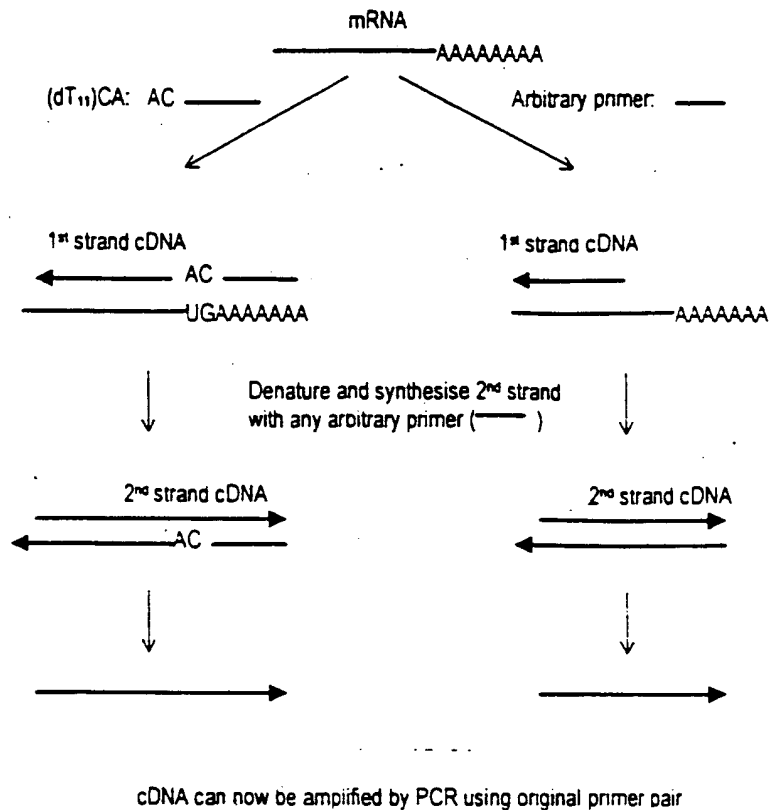 mRNA
AAAAAAAA
(dT₁₁)CA: AC
Arbitrary primer:
1st strand cDNA
1st strand cDNA
AC
UGAAAAAAA
AAAAAAA
Denature and synthesise 2nd strand
with any arbitrary primer ( )
2nd strand cDNA
2nd strand cDNA
AC
cDNA can now be amplified by PCR using original primer pair